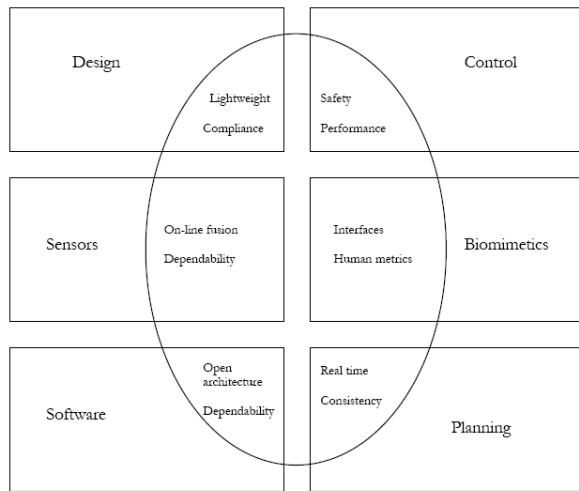 Design
Lightweight
Compliance
Control
Safety
Performance
Sensors
On-line fusion
Dependability
Interfaces
Human metrics
Biomimetics
Software
Open
architecture
Dependability
Real time
Consistency
Planning